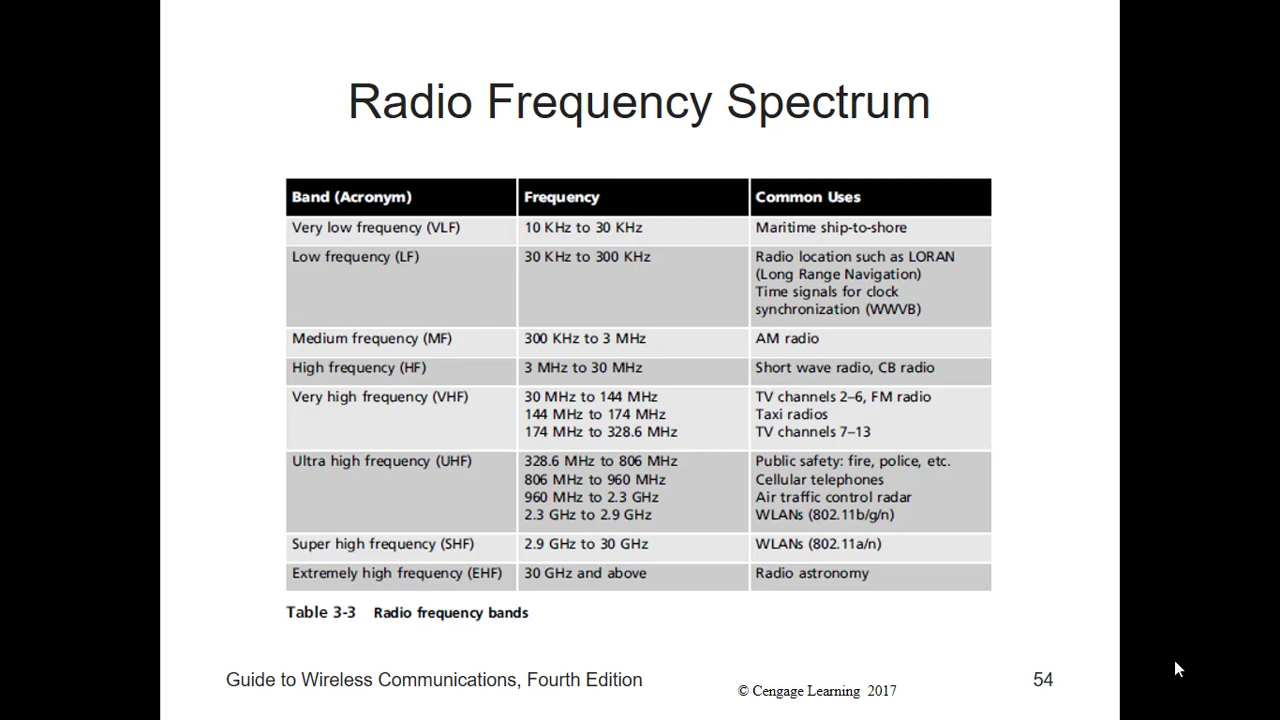 Radio Frequency Spectrum
Band (Acronym) Frequency Common Uses
Very low frequency (VLF) 10 KHz to 30 KHz Maritime ship-to-shore
Low frequency (LF) 30 KHz to 300 KHz Radio location such as LORAN
(Long Range Navigation)
Time signals for clock
synchronization (WWVB)
Medium frequency (MF) 300 KHz to 3 MHz AM radio
High frequency (HF) 3 MHz to 30 MHz Short wave radio, CB radio
Very high frequency (VHF) 30 MHz to 144 MHz TV channels 2–6, FM radio
144 MHz to 174 MHz Taxi radios
174 MHz to 328.6 MHz TV channels 7–13
Ultra high frequency (UHF) 328.6 MHz to 806 MHz Public safety: fire, police, etc.
806 MHz to 960 MHz Cellular telephones
960 MHz to 2.3 GHz Air traffic control radar
2.3 GHz to 2.9 GHz WLANs (802.11b/g/n)
Super high frequency (SHF) 2.9 GHz to 30 GHz WLANs (802.11a/n)
Extremely high frequency (EHF) 30 GHz and above Radio astronomy
Table 3-3 Radio frequency bands
Guide to Wireless Communications, Fourth Edition
© Cengage Learning 2017
54